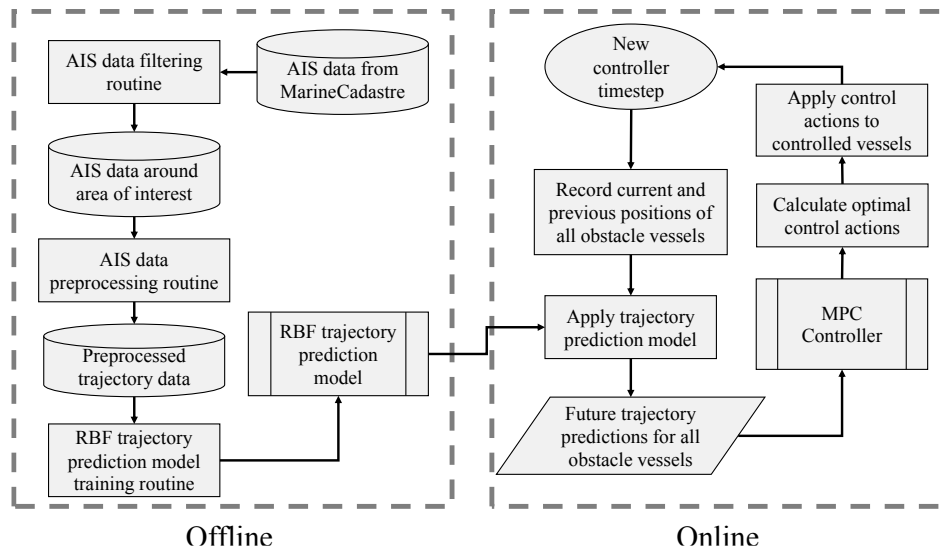 AIS data filtering
routine
AIS data from
MarineCadastre
AIS data around
area of interest
AIS data
preprocessing routine
Preprocessed
trajectory data
RBF trajectory
prediction model
training routine
RBF trajectory
prediction
model
Offline
New
controller
timestep
Record current and
previous positions of
all obstacle vessels
Apply trajectory
prediction model
Future trajectory
predictions for all
obstacle vessels
MPC
Controller
Calculate optimal
control actions
Apply control
actions to
controlled vessels
Online